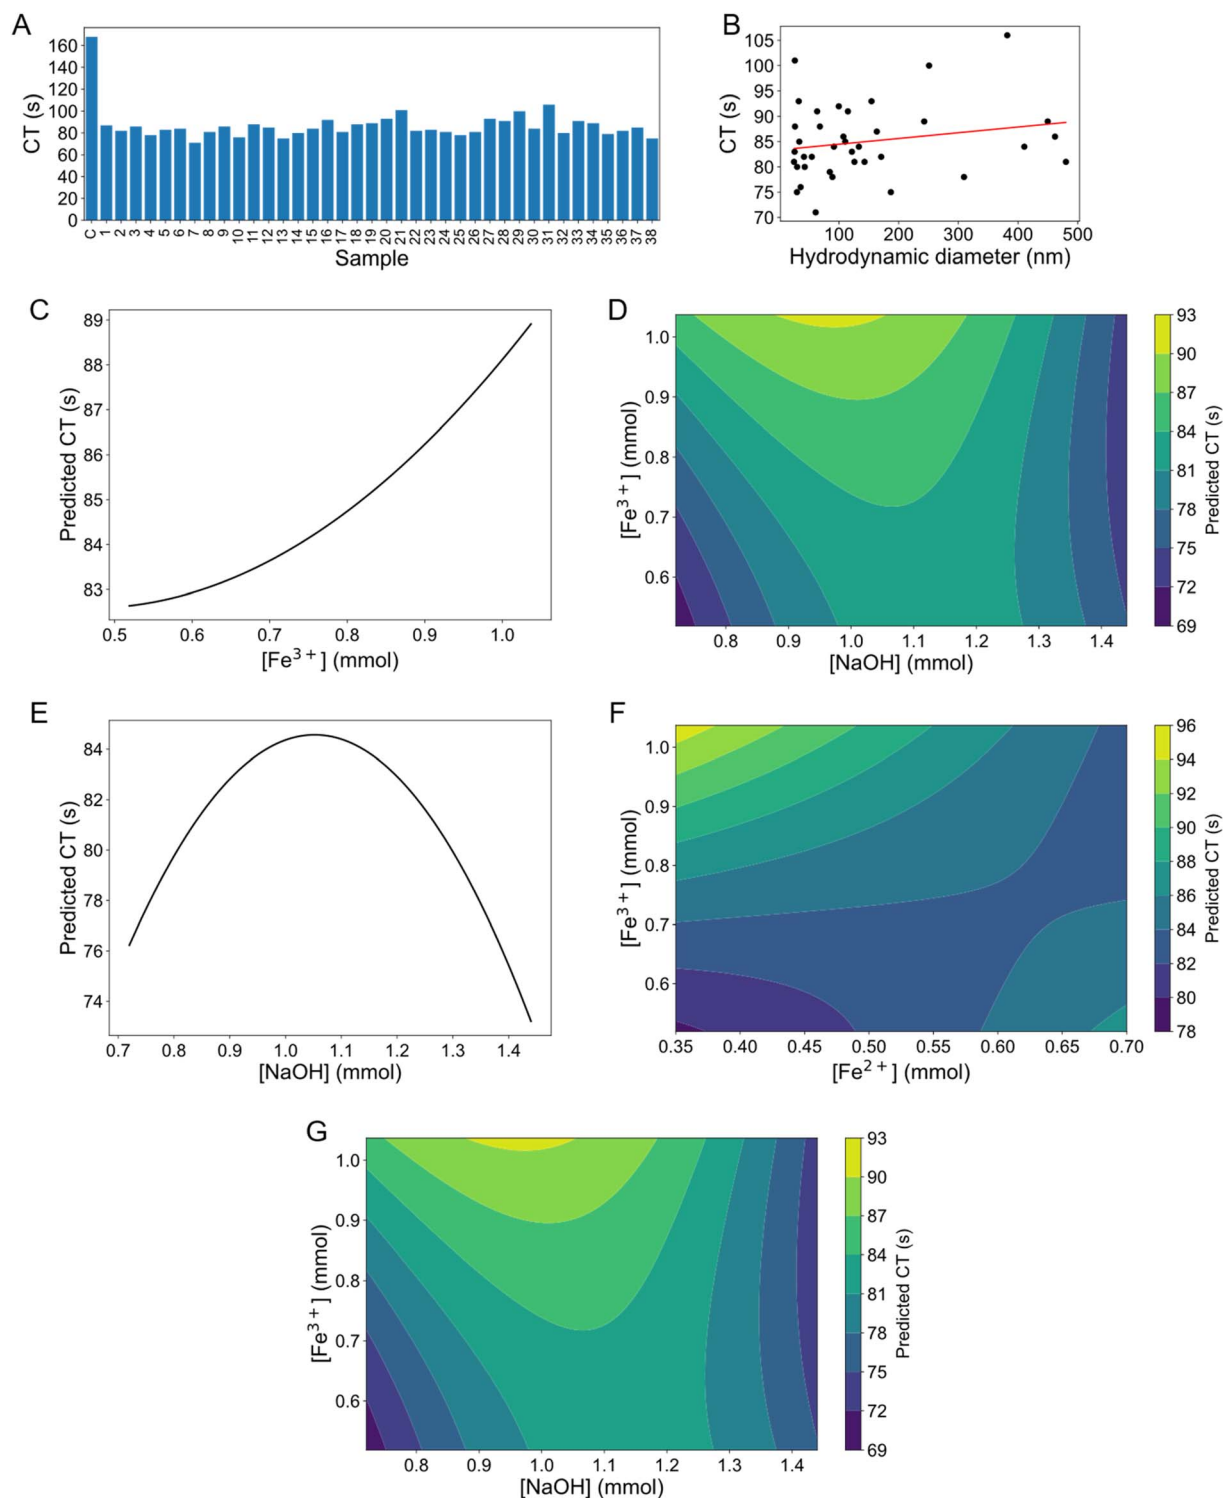 A
CT (s)
160
140
120
100
80
60
40
20
0
C 1 2 3 4 5 6 7 8 9 10 11 12 13 14 15 16 17 18 19 20 21 22 23 24 25 26 27 28 29 30 31 32 33 34 35 36 37 38
Sample
B
CT (s)
105
100
95
90
85
80
75
70
100 200 300 400 500
Hydrodynamic diameter (nm)
C
Predicted CT (s)
89
88
87
86
85
84
83
0.5 0.6 0.7 0.8 0.9 1.0
[Fe³⁺] (mmol)
D
[Fe³⁺] (mmol)
1.0
0.9
0.8
0.7
0.6
0.8 0.9 1.0 1.1 1.2 1.3 1.4
[NaOH] (mmol)
93
90
87
84
81
78
75
72
69
Predicted CT (s)
E
Predicted CT (s)
84
82
80
78
76
74
0.7 0.8 0.9 1.0 1.1 1.2 1.3 1.4
[NaOH] (mmol)
F
[Fe³⁺] (mmol)
1.0
0.9
0.8
0.7
0.6
0.35 0.40 0.45 0.50 0.55 0.60 0.65 0.70
[Fe²⁺] (mmol)
96
94
92
90
88
86
84
82
80
78
Predicted CT (s)
G
[Fe³⁺] (mmol)
1.0
0.9
0.8
0.7
0.6
0.8 0.9 1.0 1.1 1.2 1.3 1.4
[NaOH] (mmol)
93
90
87
84
81
78
75
72
69
Predicted CT (s)